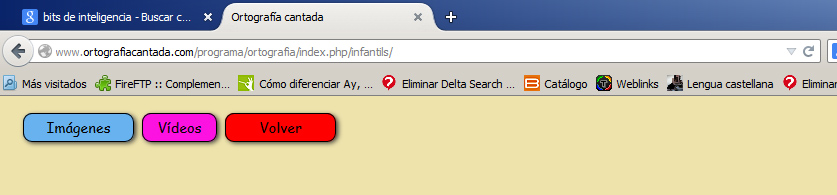 bits de inteligencia - Buscar c... Ortografía cantada
www.ortografiacantada.com/programa/ortografia/index.php/infantils/
Más visitados FireFTP :: Complemen... Cómo diferenciar Ay, ... Eliminar Delta Search ... Catálogo Weblinks Lengua castellana Eliminar
Imágenes Vídeos Volver